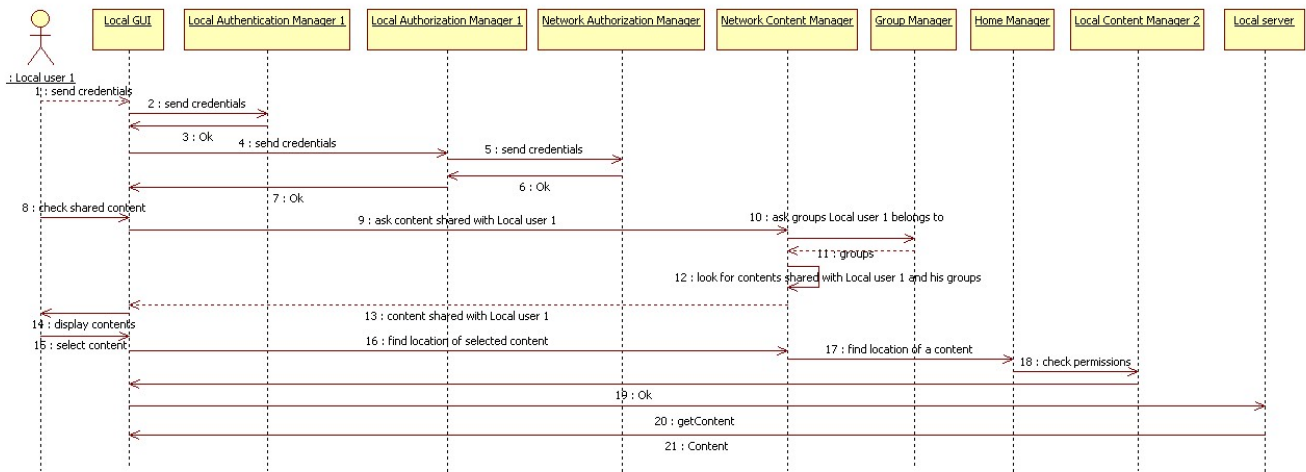 Local GUI
Local Authentication Manager 1
Local Authorization Manager 1
Network Authorization Manager
Network Content Manager
Group Manager
Home Manager
Local Content Manager 2
Local server
: Local user 1
1 : send credentials
2 : send credentials
3 : Ok
4 : send credentials
5 : send credentials
6 : Ok
7 : Ok
8 : check shared content
9 : ask content shared with Local user 1
10 : ask groups Local user 1 belongs to
11 : groups
12 : look for contents shared with Local user 1 and his groups
13 : content shared with Local user 1
14 : display contents
15 : select content
16 : find location of selected content
17 : find location of a content
18 : check permissions
19 : Ok
20 : getContent
21 : Content